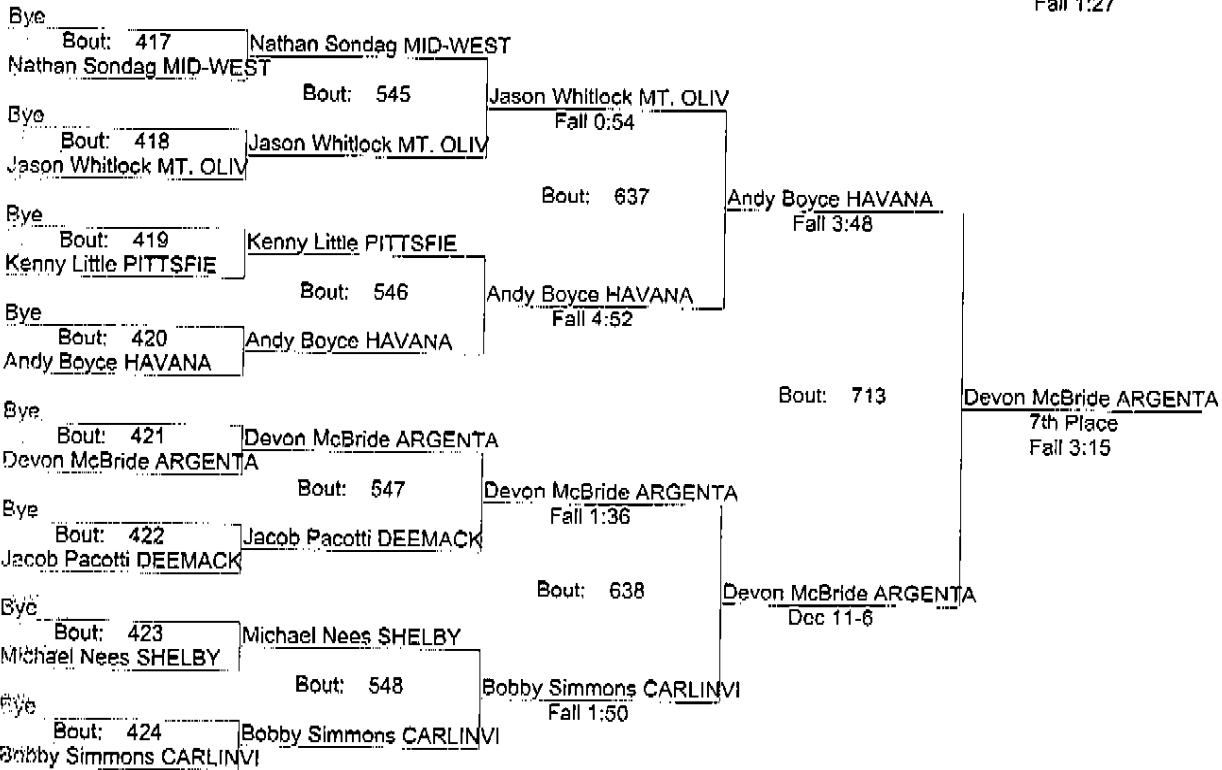 Fall 1:27
Bye
Bout: 417
Nathan Sondag MID-WEST
Nathan Sondag MID-WEST
Bout: 545
Jason Whitlock MT. OLIV
Fall 0:54
Bye
Bout: 418
Jason Whitlock MT. OLIV
Jason Whitlock MT. OLIV
Bout: 637
Andy Boyce HAVANA
Fall 3:48
Bye
Bout: 419
Kenny Little PITTSFIE
Kenny Little PITTSFIE
Bout: 546
Andy Boyce HAVANA
Fall 4:52
Bye
Bout: 420
Andy Boyce HAVANA
Andy Boyce HAVANA
Bout: 713
Devon McBride ARGENTA
7th Place
Fall 3:15
Bye
Bout: 421
Devon McBride ARGENTA
Devon McBride ARGENTA
Bout: 547
Devon McBride ARGENTA
Fall 1:36
Bye
Bout: 422
Jacob Pacotti DEEMACK
Jacob Pacotti DEEMACK
Bout: 638
Devon McBride ARGENTA
Dec 11-6
Bye
Bout: 423
Michael Nees SHELBY
Michael Nees SHELBY
Bout: 548
Bobby Simmons CARLINVI
Fall 1:50
Bye
Bout: 424
Bobby Simmons CARLINVI
Bobby Simmons CARLINVI